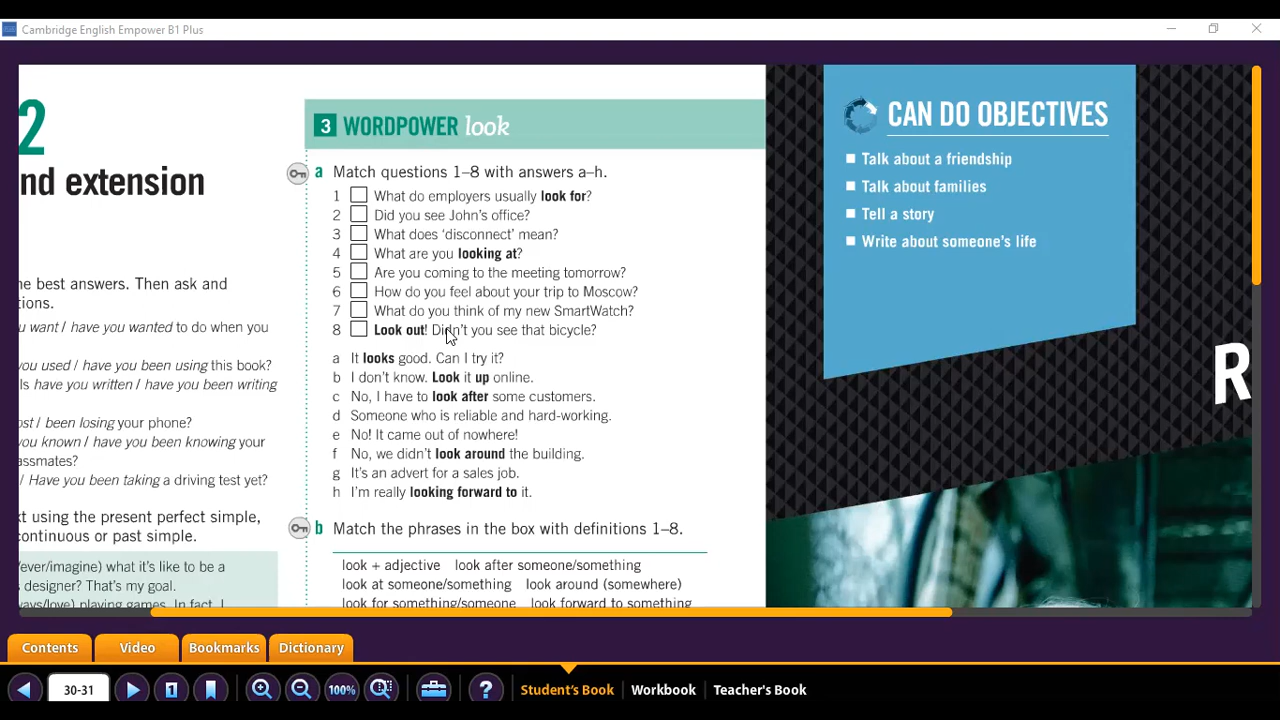 Cambridge English Empower B1 Plus
2
nd extension
he best answers. Then ask and
tions.
u want / have you wanted to do when you
you used / have you been using this book?
ls have you written / have you been writing
ost / been losing your phone?
you known / have you been knowing your
assmates?
/ Have you been taking a driving test yet?
xt using the present perfect simple,
continuous or past simple.
/ever/imagine) what it's like to be a
s designer? That's my goal.
ways/love) playing games. In fact, I
3 WORDPOWER look
a Match questions 1–8 with answers a–h.
1 What do employers usually look for?
2 Did you see John's office?
3 What does 'disconnect' mean?
4 What are you looking at?
5 Are you coming to the meeting tomorrow?
6 How do you feel about your trip to Moscow?
7 What do you think of my new SmartWatch?
8 Look out! Didn't you see that bicycle?
a It looks good. Can I try it?
b I don't know. Look it up online.
c No, I have to look after some customers.
d Someone who is reliable and hard-working.
e No! It came out of nowhere!
f No, we didn't look around the building.
g It's an advert for a sales job.
h I'm really looking forward to it.
b Match the phrases in the box with definitions 1–8.
look + adjective look after someone/something
look at someone/something look around (somewhere)
look for something/someone look forward to something
CAN DO OBJECTIVES
Talk about a friendship
Talk about families
Tell a story
Write about someone's life
R
Contents Video Bookmarks Dictionary
30-31 1 100% ? Student's Book Workbook Teacher's Book